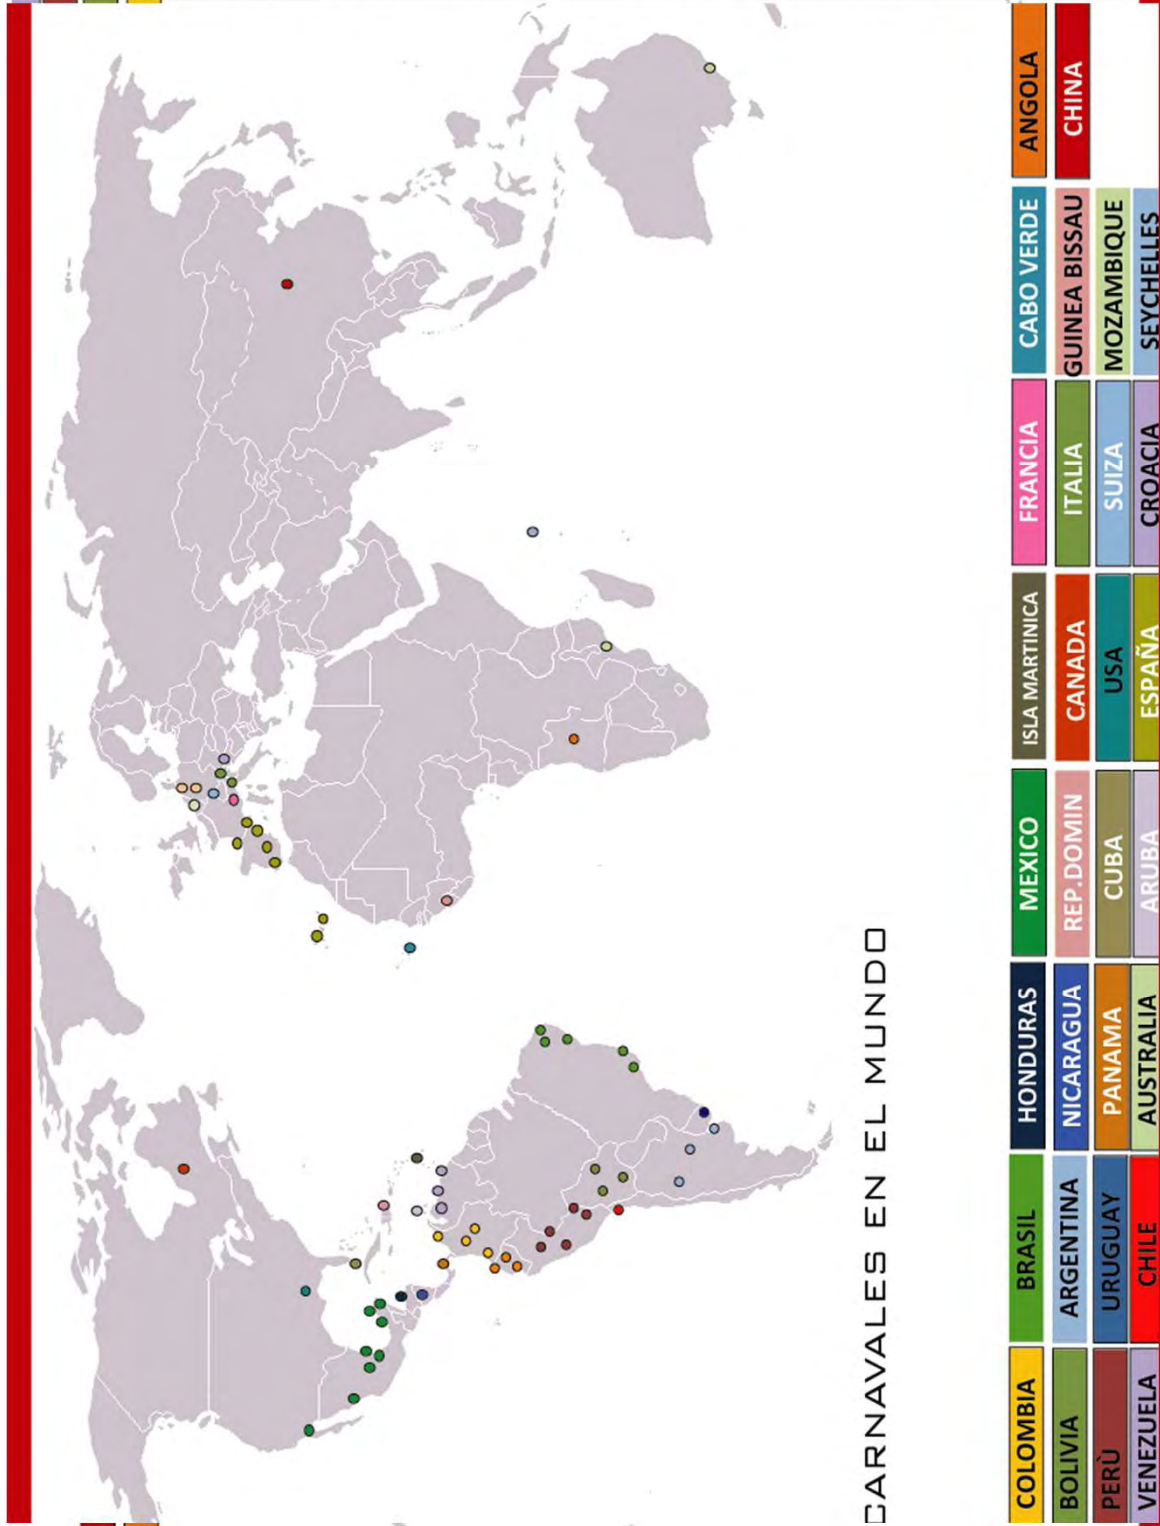 CARNAVALES EN EL MUNDO
COLOMBIA BRASIL HONDURAS MEXICO ISLA MARTINICA FRANCIA CABO VERDE ANGOLA
BOLIVIA ARGENTINA NICARAGUA REP.DOMIN CANADA ITALIA GUINEA BISSAU CHINA
PERÙ URUGUAY PANAMA CUBA USA SUIZA MOZAMBIQUE
VENEZUELA CHILE AUSTRALIA ARUBA ESPAÑA CROACIA SEYCHELLES